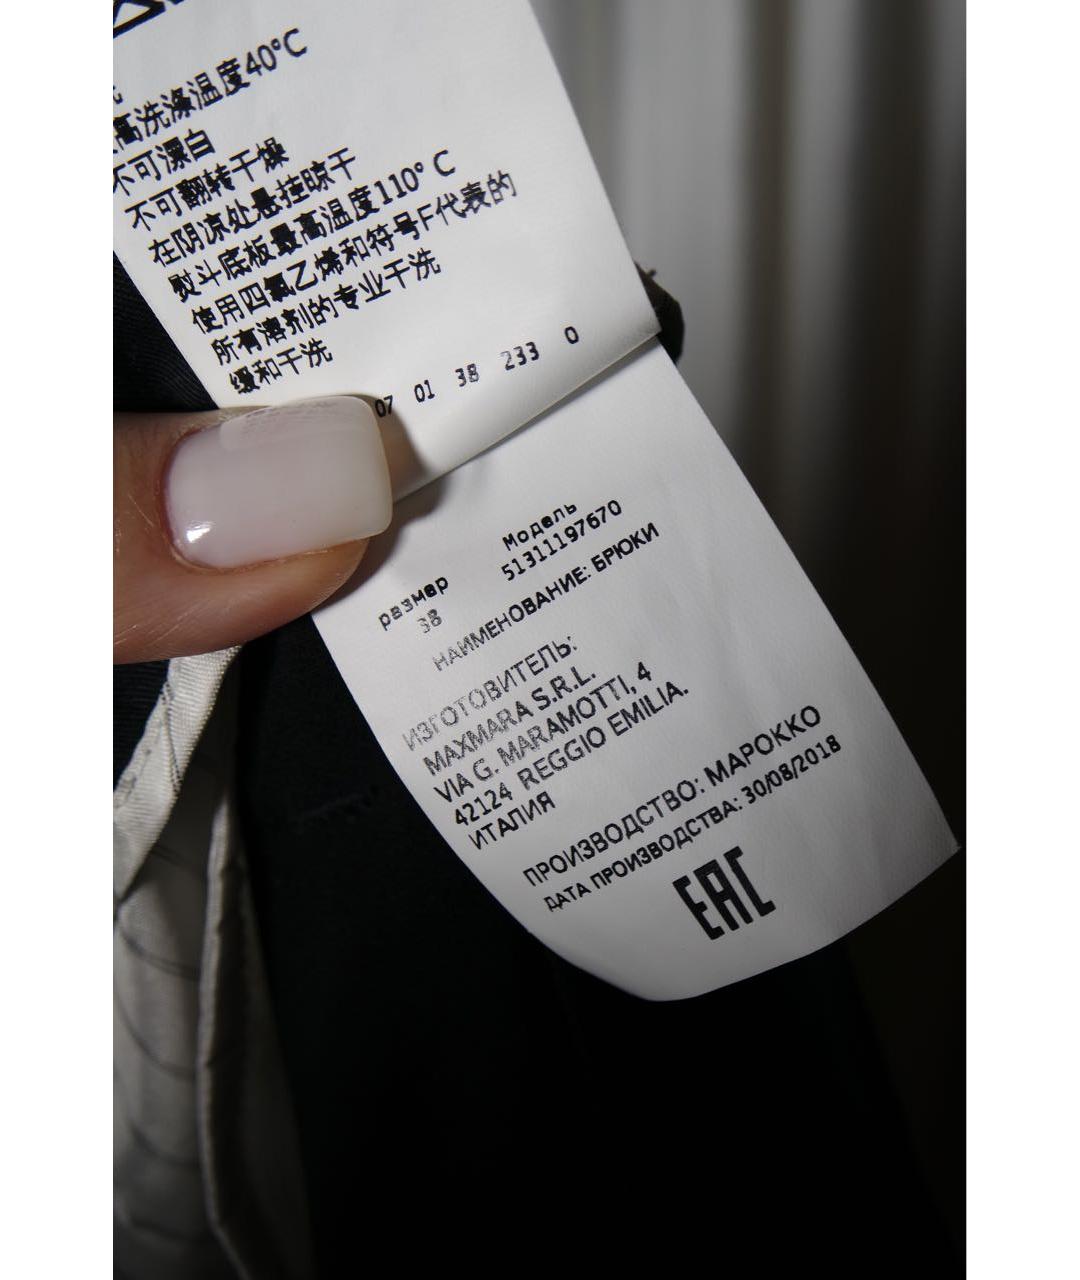 高洗涤温度40°C
不可漂白
不可翻转干燥
在阴凉处悬挂晾干
熨斗底板最高温度110°C
使用四氯乙烯和符号F代表的
所有溶剂的专业干洗
缓和干洗
07 01 38 233 0
размер Модель
38 51311197670
НАИМЕНОВАНИЕ: БРЮКИ
ИЗГОТОВИТЕЛЬ:
MAXMARA S.R.L.
VIA G. MARAMOTTI, 4
42124 REGGIO EMILIA.
ИТАЛИЯ
ПРОИЗВОДСТВО: МАРОККО
ДАТА ПРОИЗВОДСТВА: 30/08/2018
EAC